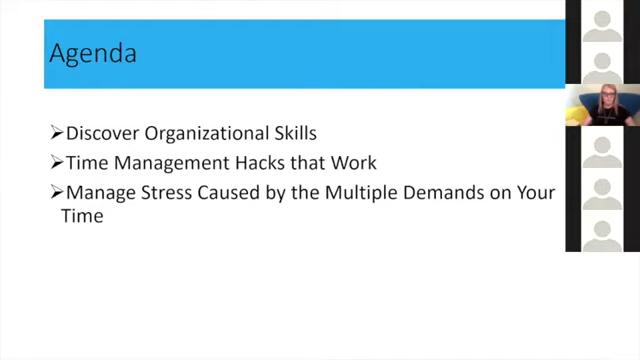 Agenda
➢Discover Organizational Skills
➢Time Management Hacks that Work
➢Manage Stress Caused by the Multiple Demands on Your
Time